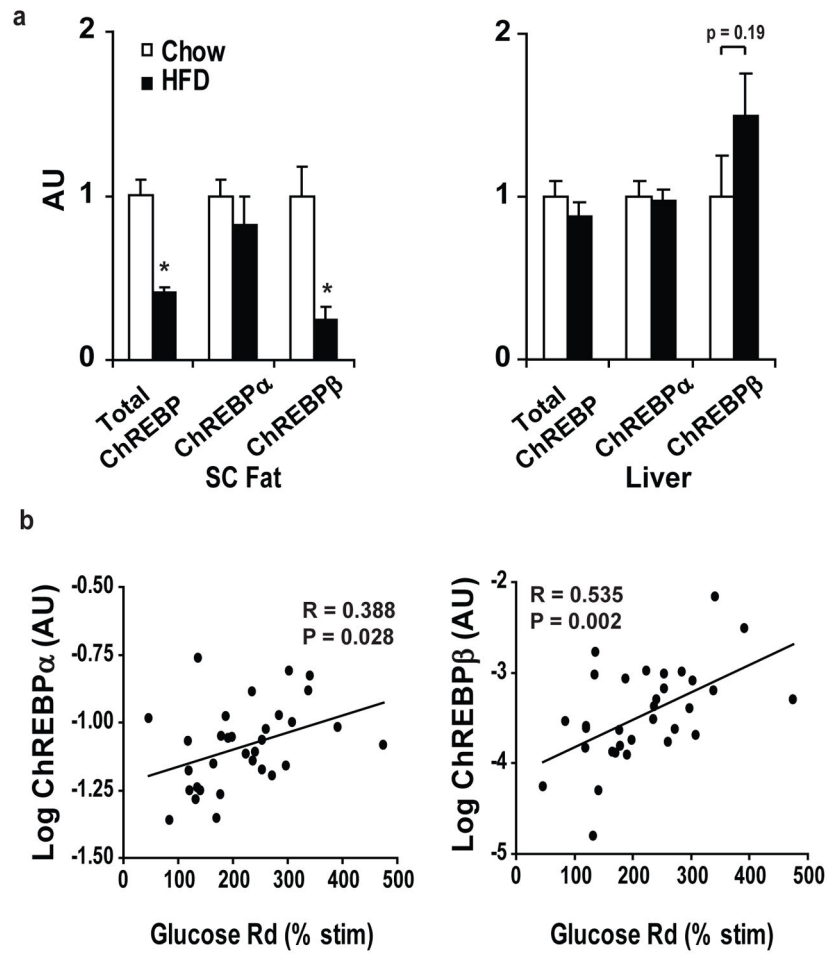 a
2
1
0
AU
Chow
HFD
*
*
Total
ChREBP
ChREBPα
ChREBPβ
SC Fat
2
1
0
p = 0.19
Total
ChREBP
ChREBPα
ChREBPβ
Liver
b
Log ChREBPα (AU)
-0.50
-0.75
-1.00
-1.25
-1.50
R = 0.388
P = 0.028
0 100 200 300 400 500
Glucose Rd (% stim)
Log ChREBPβ (AU)
-2
-3
-4
-5
R = 0.535
P = 0.002
0 100 200 300 400 500
Glucose Rd (% stim)